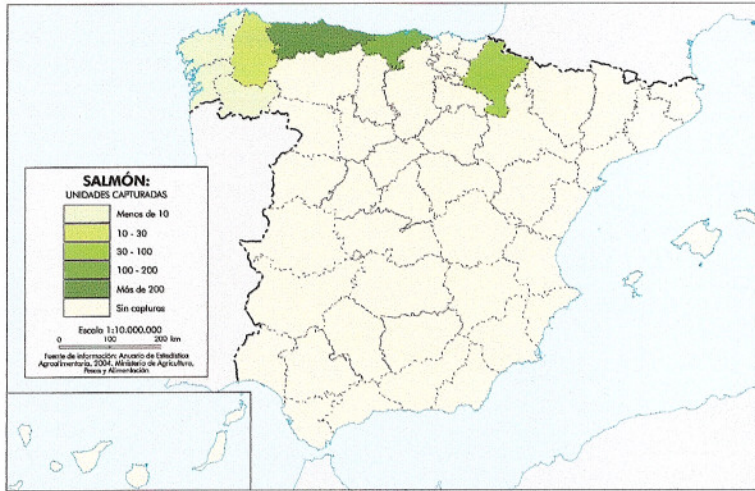 SALMÓN:
UNIDADES CAPTURADAS
Menos de 10
10 - 30
30 - 100
100 - 200
Más de 200
Sin capturas
Escala 1:10.000.000
0 100 200 km
Fuente de información: Anuario de Estadística
Agroalimentaria, 2004. Ministerio de Agricultura,
Pesca y Alimentación